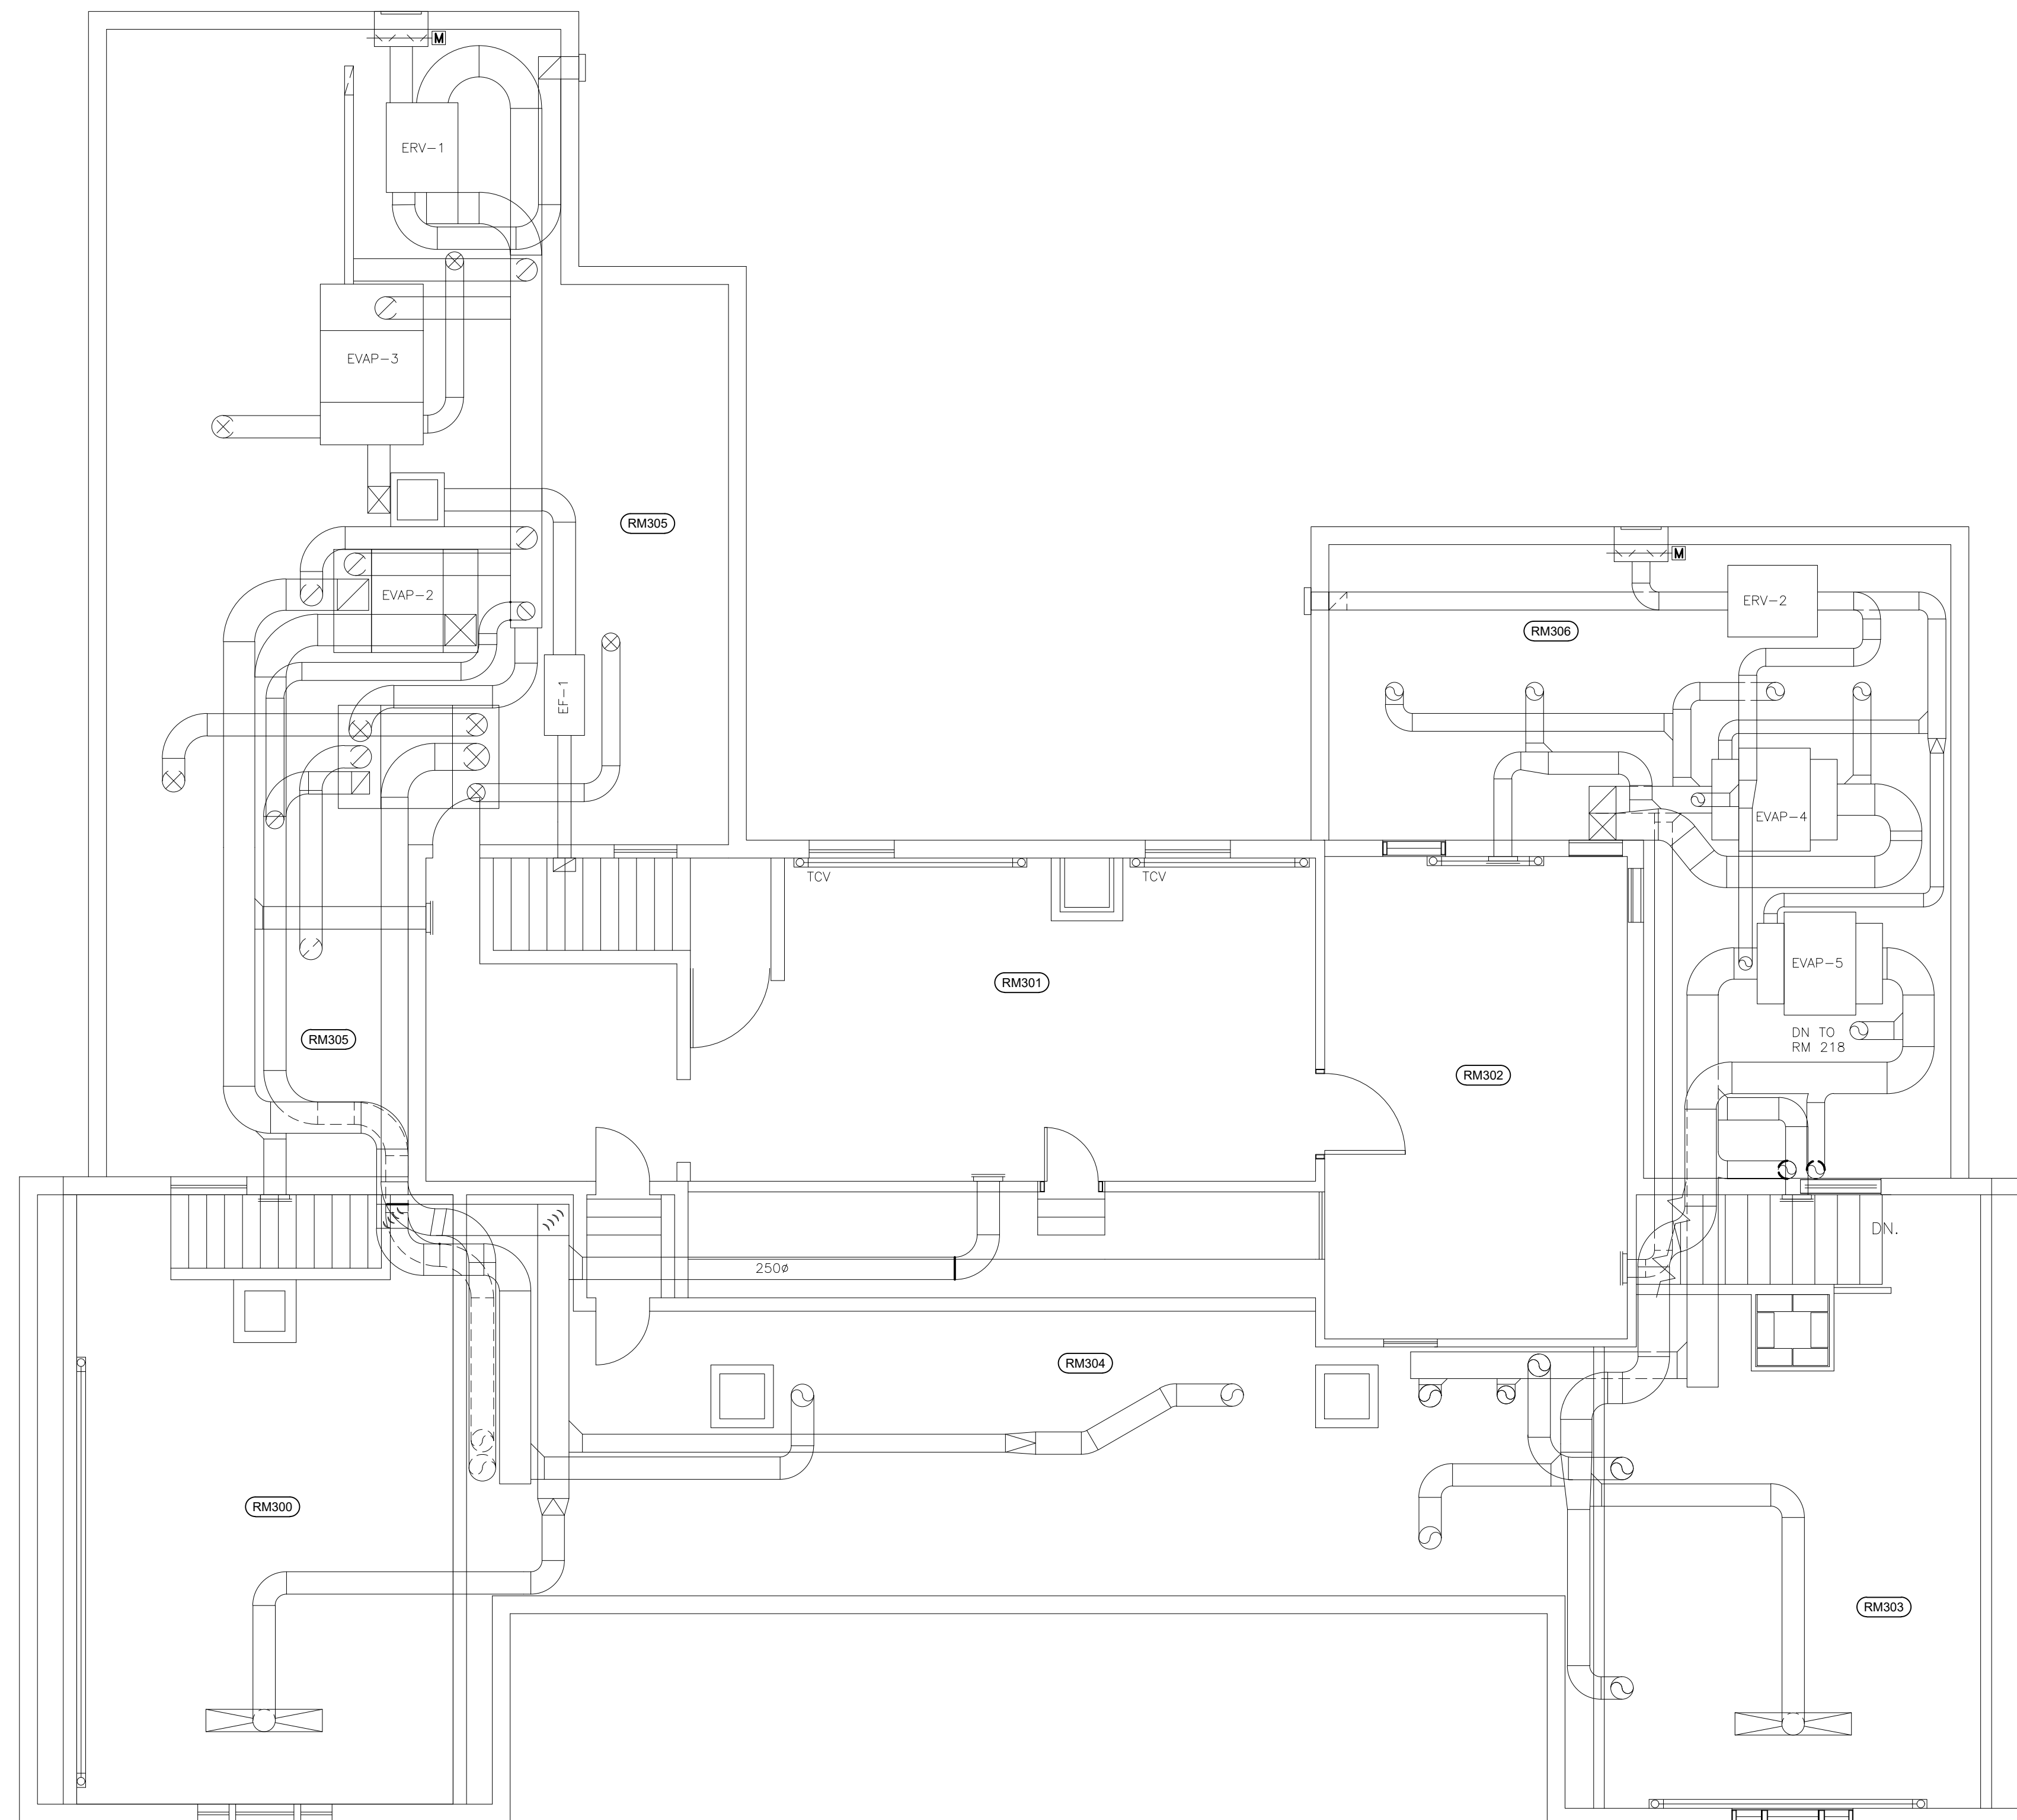 M
ERV-1
EVAP-3
RM305
EVAP-2
EF-1
M
ERV-2
RM306
EVAP-4
TCV
TCV
EVAP-5
RM301
DN TO
RM 218
RM305
RM302
DN.
250ø
RM304
RM300
RM303